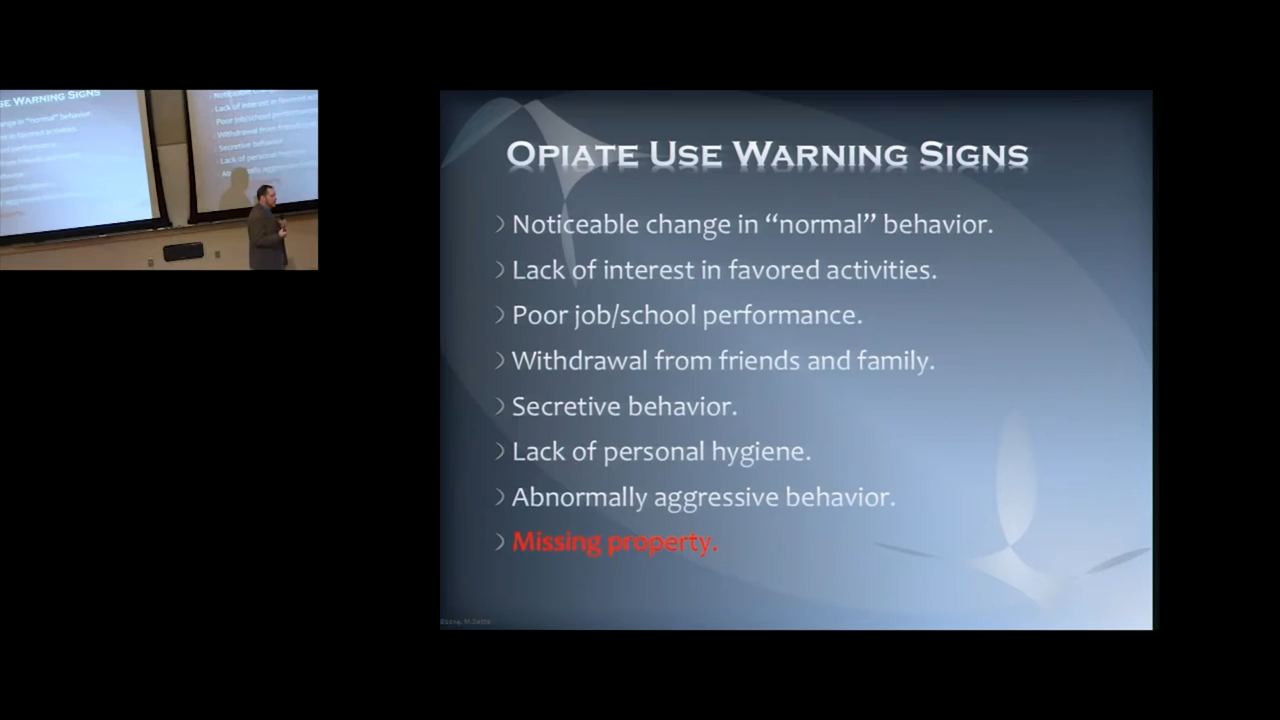 OPIATE USE WARNING SIGNS
Noticeable change in “normal” behavior.
Lack of interest in favored activities.
Poor job/school performance.
Withdrawal from friends and family.
Secretive behavior.
Lack of personal hygiene.
Abnormally aggressive behavior.
Missing property.